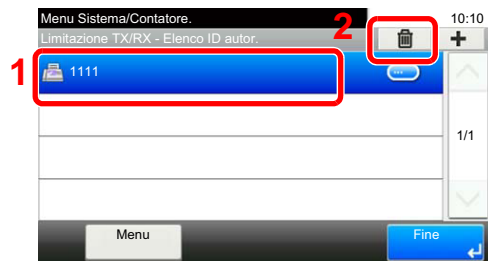 Menu Sistema/Contatore.
10:10
Limitazione TX/RX - Elenco ID autor.
2
1
1111
1/1
Menu
Fine